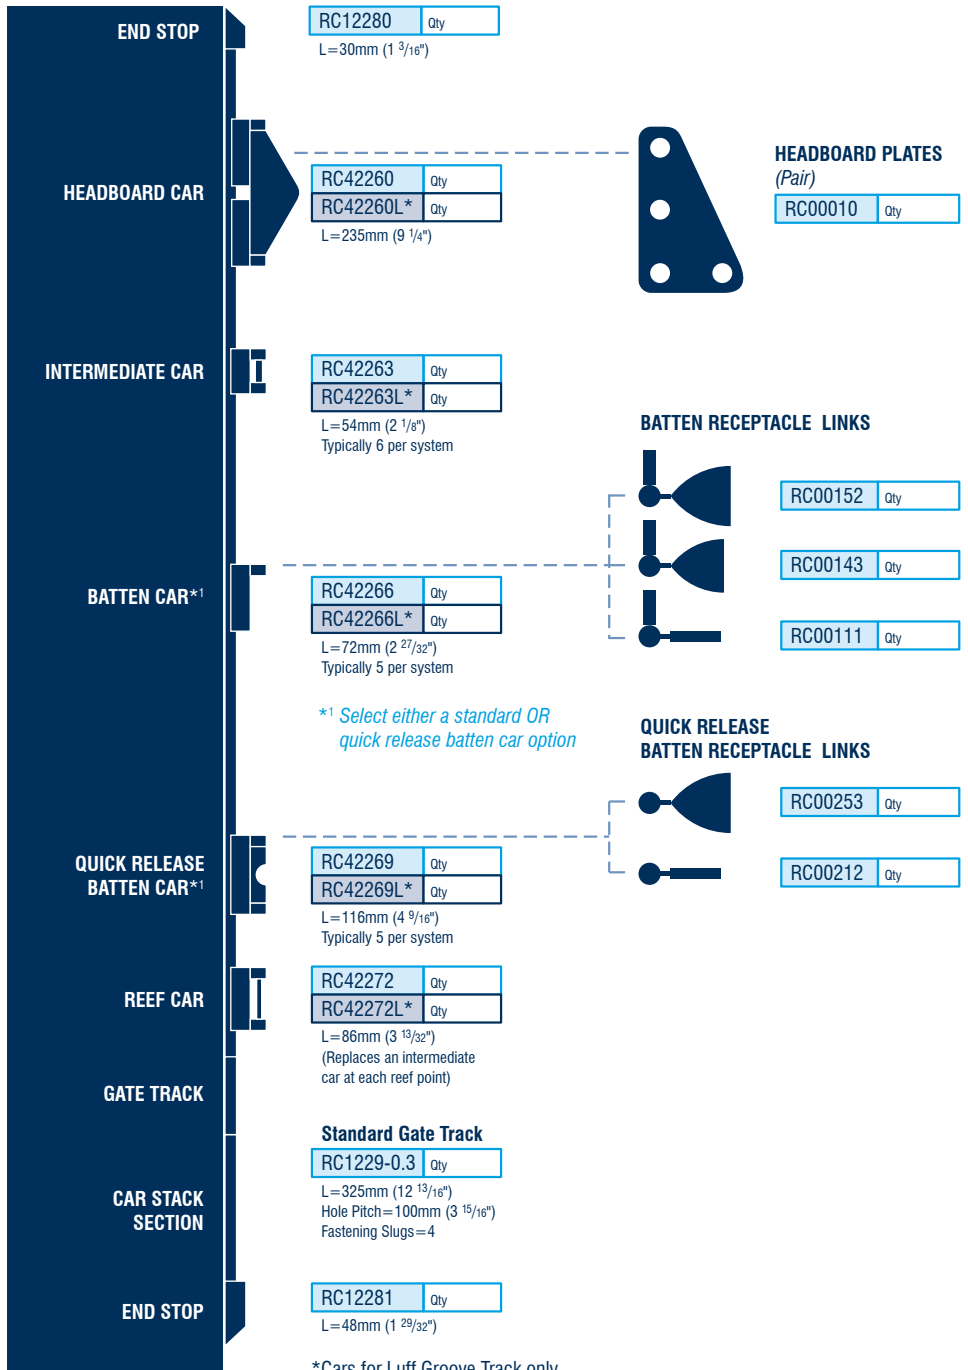 END STOP
RC12280 Qty
L=30mm (1 3/16")
HEADBOARD CAR
RC42260 Qty
RC42260L* Qty
L=235mm (9 1/4")
HEADBOARD PLATES
(Pair)
RC00010 Qty
INTERMEDIATE CAR
RC42263 Qty
RC42263L* Qty
L=54mm (2 1/8")
Typically 6 per system
BATTEN RECEPTACLE LINKS
RC00152 Qty
RC00143 Qty
RC00111 Qty
BATTEN CAR*1
RC42266 Qty
RC42266L* Qty
L=72mm (2 27/32")
Typically 5 per system
*1 Select either a standard OR
quick release batten car option
QUICK RELEASE
BATTEN RECEPTACLE LINKS
RC00253 Qty
RC00212 Qty
QUICK RELEASE
BATTEN CAR*1
RC42269 Qty
RC42269L* Qty
L=116mm (4 9/16")
Typically 5 per system
REEF CAR
RC42272 Qty
RC42272L* Qty
L=86mm (3 13/32")
(Replaces an intermediate
car at each reef point)
GATE TRACK
Standard Gate Track
RC1229-0.3 Qty
L=325mm (12 13/16")
Hole Pitch=100mm (3 15/16")
Fastening Slugs=4
CAR STACK
SECTION
END STOP
RC12281 Qty
L=48mm (1 29/32")
*Cars for Luff Groove Track only